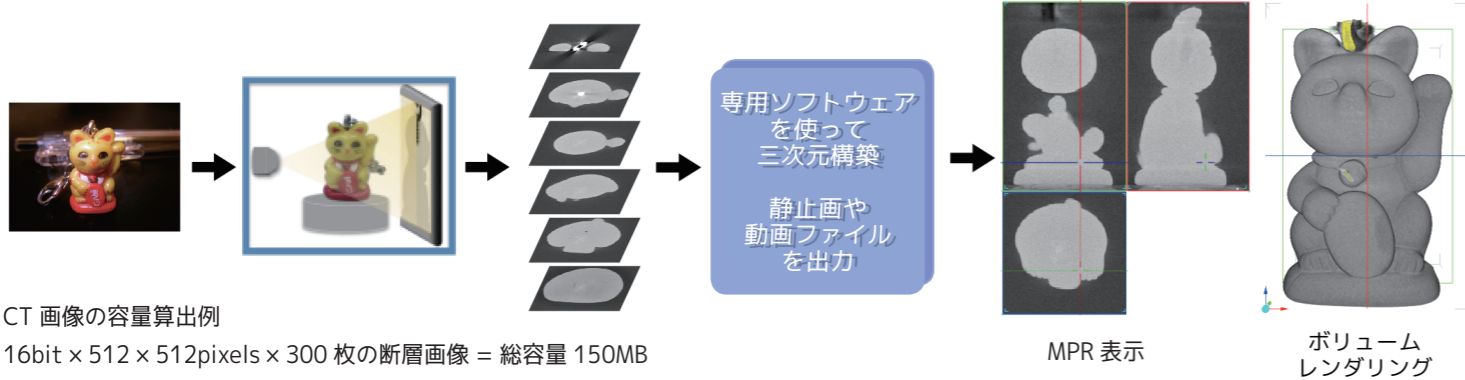 専用ソフトウェア
を使って
三次元構築
静止画や
動画ファイル
を出力
CT 画像の容量算出例
16bit × 512 × 512pixels × 300 枚の断層画像 = 総容量 150MB
MPR 表示
ボリューム
レンダリング